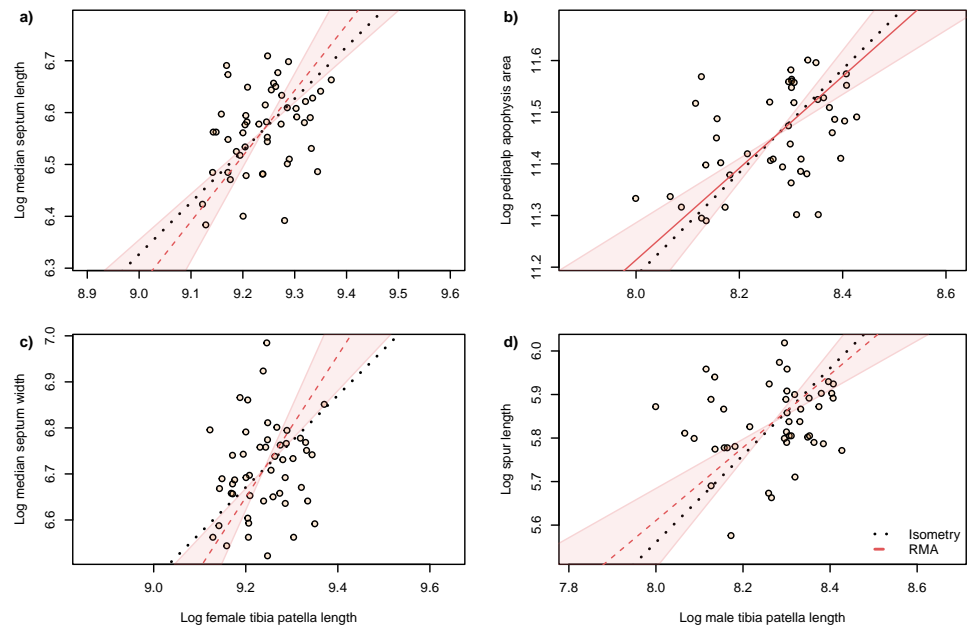 a)
Log median septum length
6.7
6.6
6.5
6.4
6.3
8.9 9.0 9.1 9.2 9.3 9.4 9.5 9.6
b)
Log pedipalp apophysis area
11.6
11.5
11.4
11.3
11.2
8.0 8.2 8.4 8.6
c)
Log median septum width
7.0
6.9
6.8
6.7
6.6
9.0 9.2 9.4 9.6
Log female tibia patella length
d)
Log spur length
6.0
5.9
5.8
5.7
5.6
Isometry
RMA
7.8 8.0 8.2 8.4 8.6
Log male tibia patella length